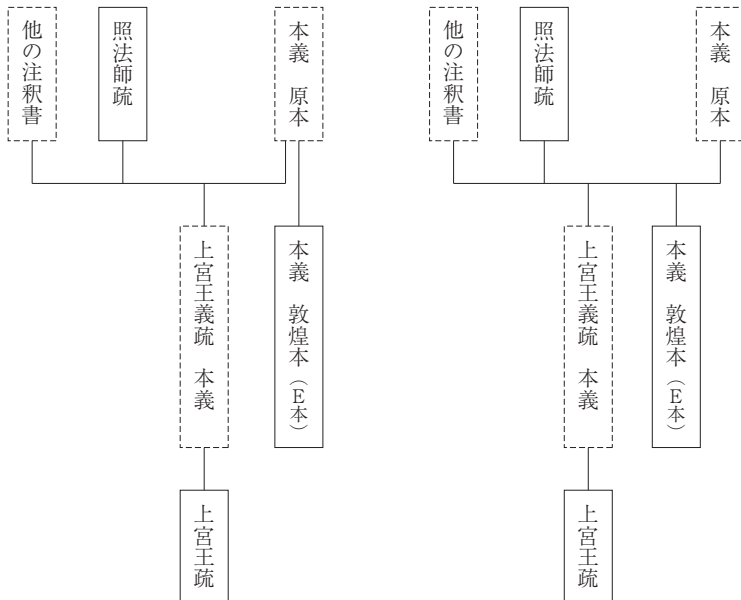 本義　原本
照法師疏
他の注釈書
本義　敦煌本（E本）
上宮王義疏　本義
上宮王疏
本義　原本
照法師疏
他の注釈書
本義　敦煌本（E本）
上宮王義疏　本義
上宮王疏